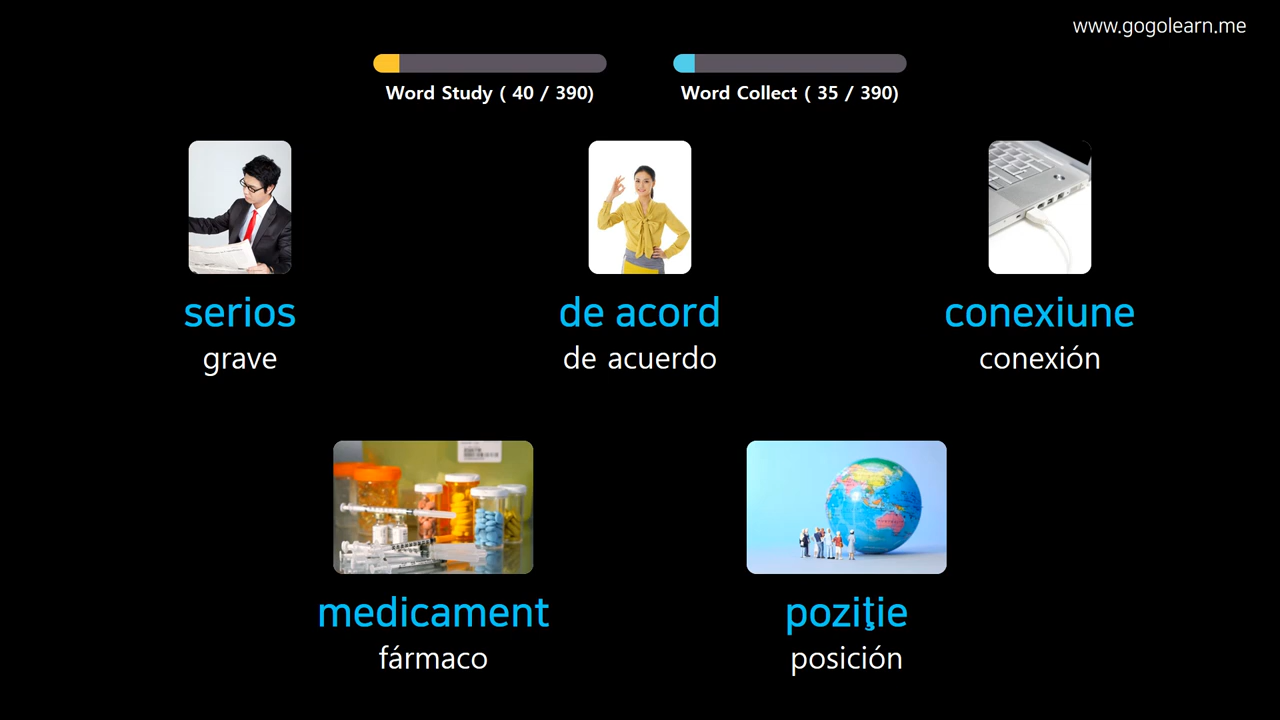 www.gogolearn.me
Word Study ( 40 / 390)
Word Collect ( 35 / 390)
serios
grave
de acord
de acuerdo
conexiune
conexión
medicament
fármaco
poziţie
posición